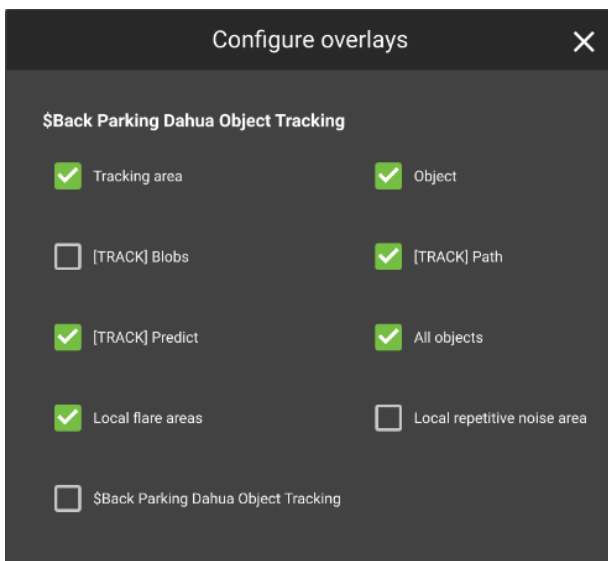 Configure overlays
$Back Parking Dahua Object Tracking
Tracking area
Object
[TRACK] Blobs
[TRACK] Path
[TRACK] Predict
All objects
Local flare areas
Local repetitive noise area
$Back Parking Dahua Object Tracking